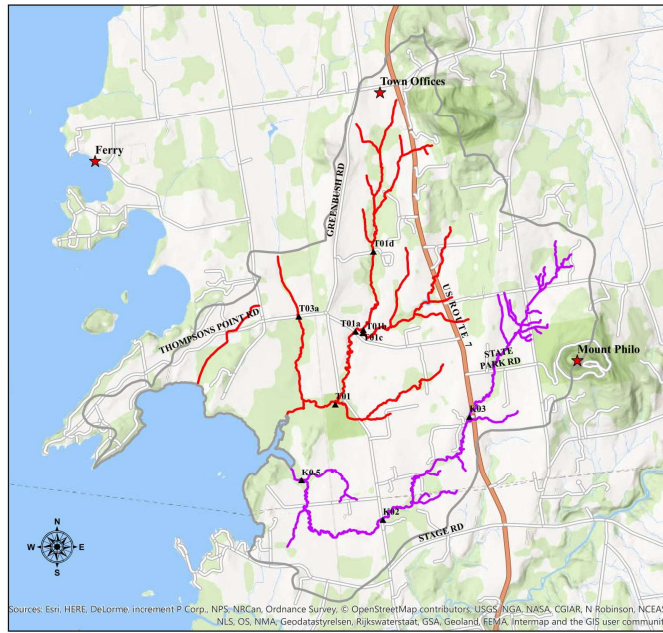 Town Offices
Ferry
GREENBUSH RD
T01d
US ROUTE 7
T03a
THOMPSONS POINT RD
T01a
T01b
T01c
STATE
PARK RD
Mount Philo
T01
K03
K0.5
K02
STAGE RD
N
W
E
S
Sources: Esri, HERE, DeLorme, increment P Corp., NPS, NRCan, Ordnance Survey, © OpenStreetMap contributors, USGS, NGA, NASA, CGIAR, N Robinson, NCEAS
NLS, OS, NMA, Geodatastyrelsen, Rijkswaterstaat, GSA, Geoland, FEMA, Intermap and the GIS user communit